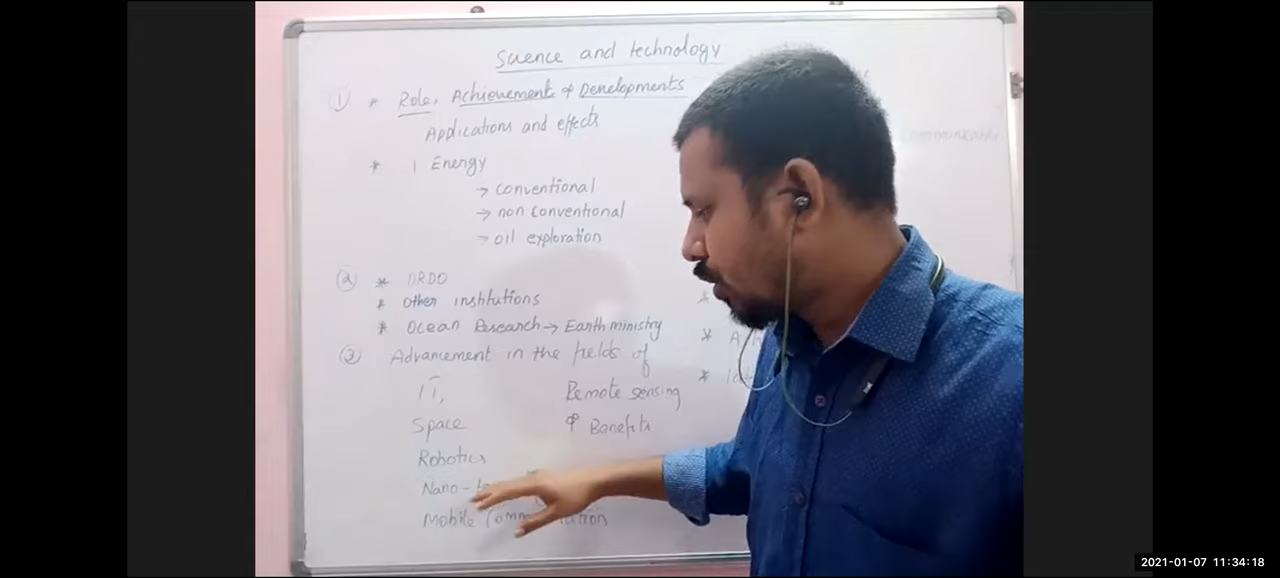 Science and technology
① * Role, Achievement & Developments
Applications and effects
* 1 Energy
→ conventional
→ non conventional
→ oil exploration
② * DRDO
* Other institutions
* Ocean Research → Earth ministry
③ Advancement in the fields of
IT,
Space
Robotics
Nano-
Mobile
Remote sensing
& Benefits
*
*
*
2021-01-07 11:34:18